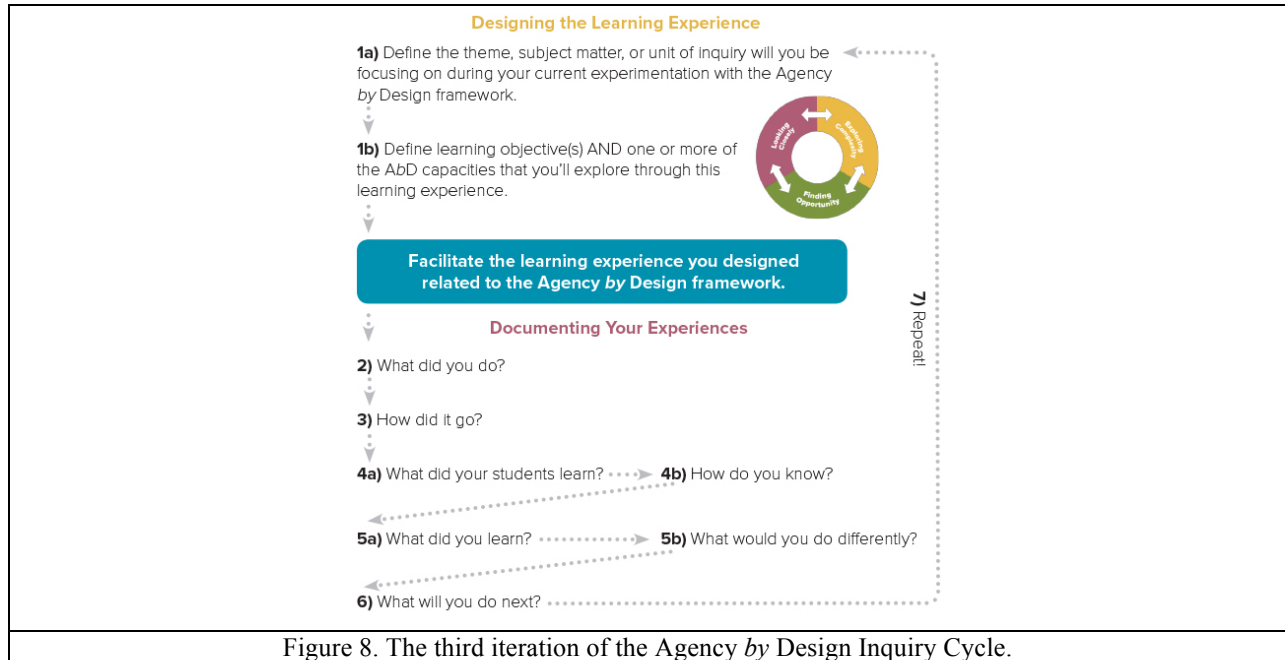 Designing the Learning Experience
1a) Define the theme, subject matter, or unit of inquiry will you be
focusing on during your current experimentation with the Agency
by Design framework.
Looking
Closely
Exploring
Complexity
Finding
Opportunity
1b) Define learning objective(s) AND one or more of
the AbD capacities that you'll explore through this
learning experience.
Facilitate the learning experience you designed
related to the Agency by Design framework.
Documenting Your Experiences
2) What did you do?
3) How did it go?
4a) What did your students learn? 4b) How do you know?
5a) What did you learn? 5b) What would you do differently?
6) What will you do next?
7) Repeat!
Figure 8. The third iteration of the Agency by Design Inquiry Cycle.